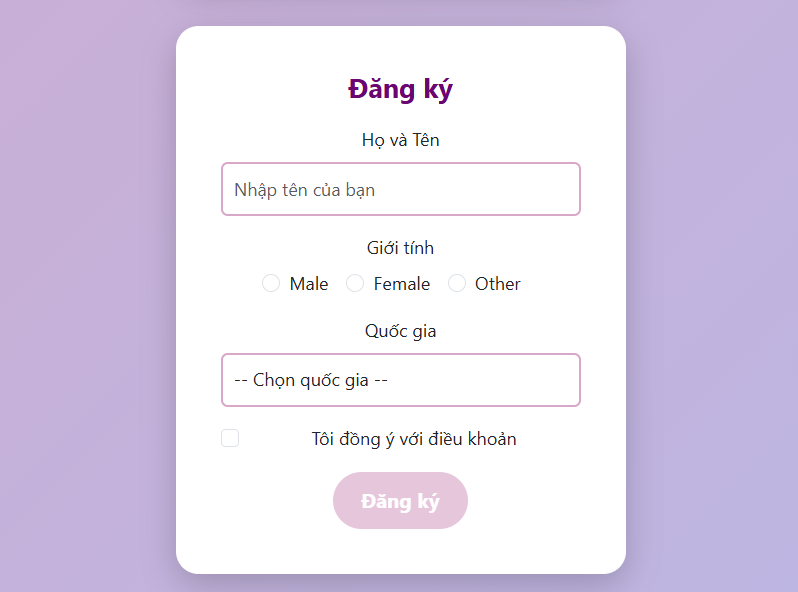 Đăng ký
Họ và Tên
Nhập tên của bạn
Giới tính
Male Female Other
Quốc gia
-- Chọn quốc gia --
Tôi đồng ý với điều khoản
Đăng ký